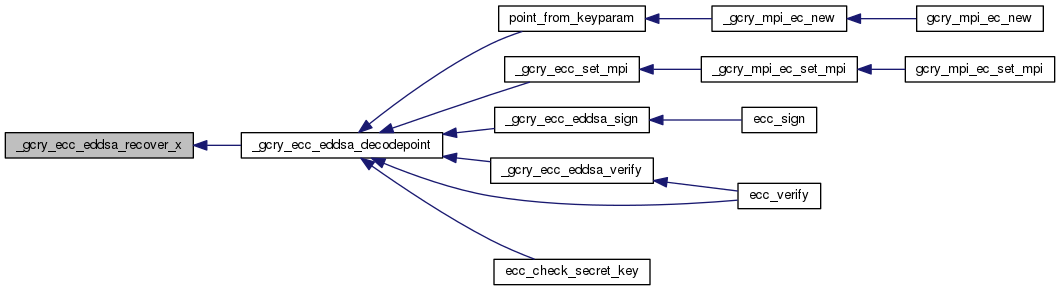 point_from_keyparam
_gcry_mpi_ec_new
gcry_mpi_ec_new
_gcry_ecc_set_mpi
_gcry_mpi_ec_set_mpi
gcry_mpi_ec_set_mpi
_gcry_ecc_eddsa_sign
ecc_sign
_gcry_ecc_eddsa_recover_x
_gcry_ecc_eddsa_decodepoint
_gcry_ecc_eddsa_verify
ecc_verify
ecc_check_secret_key